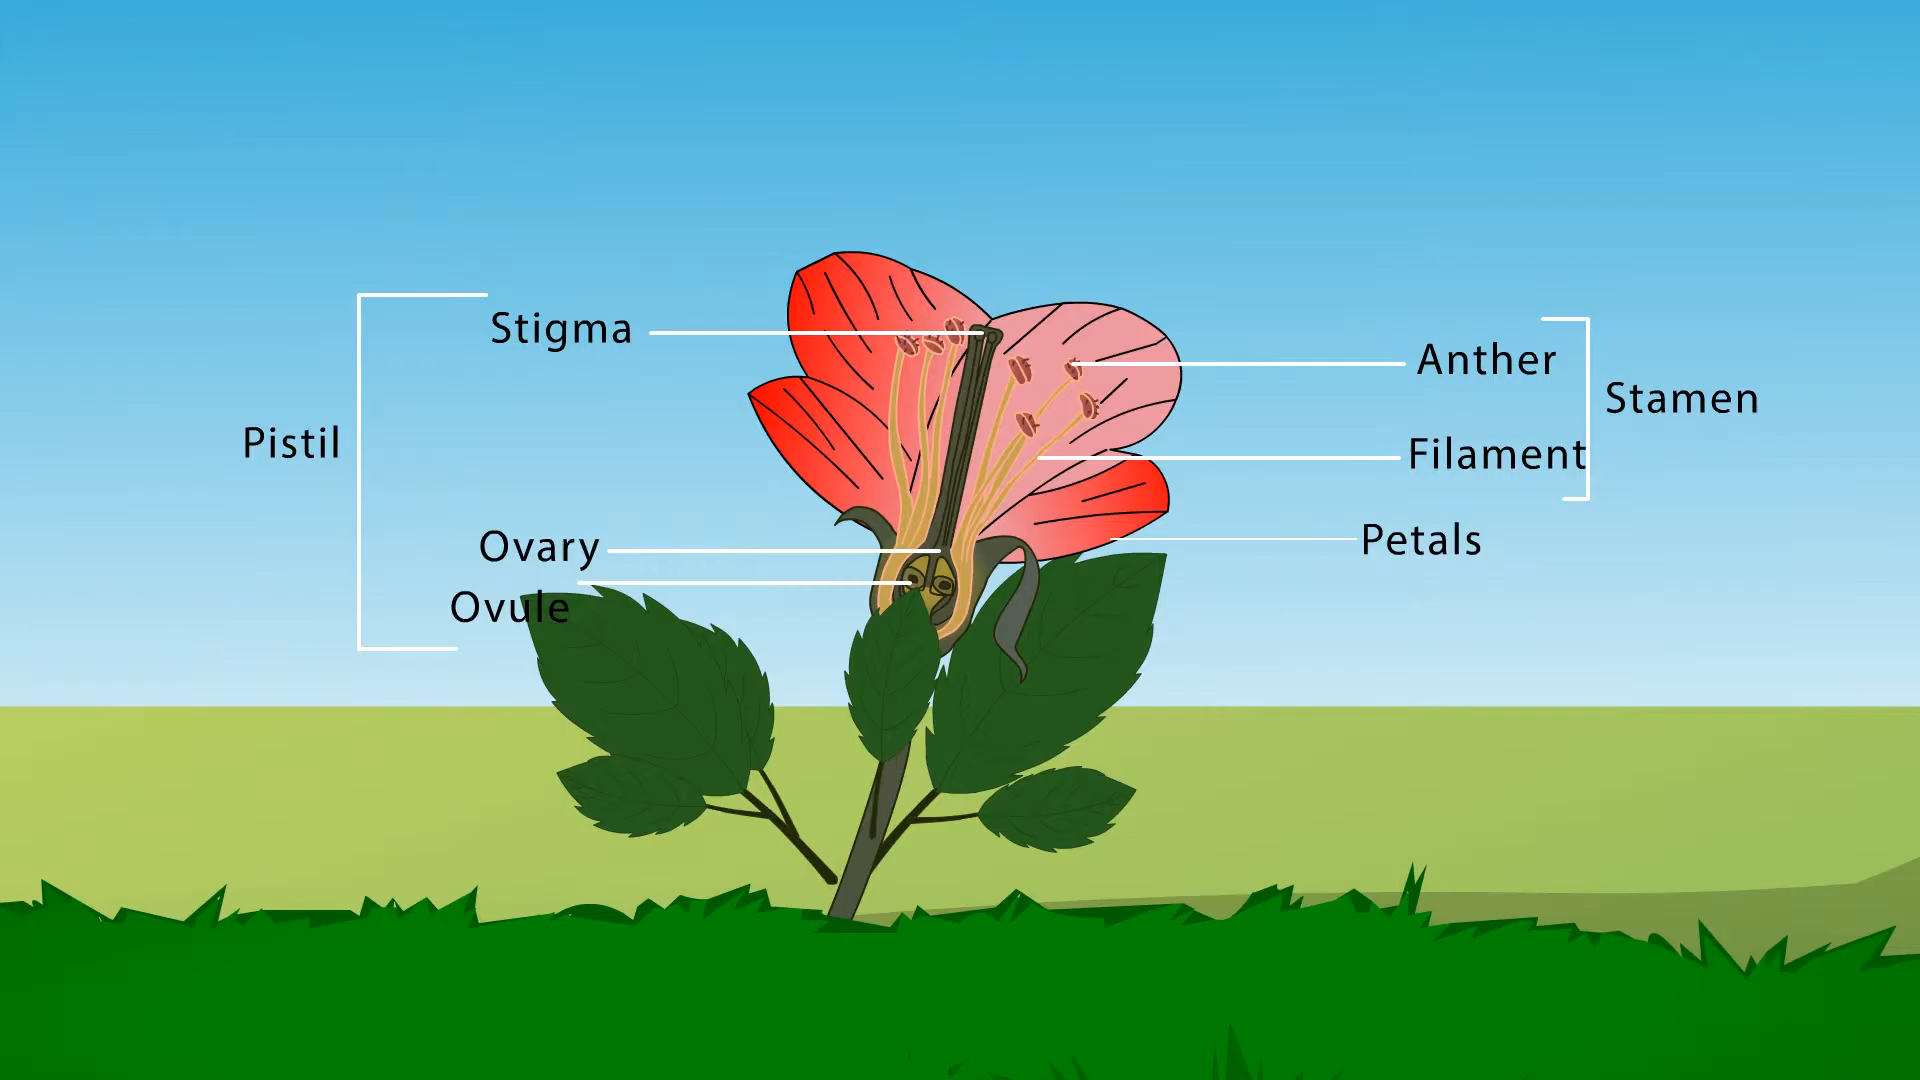 Stigma
Anther
Stamen
Pistil
Filament
Ovary
Petals
Ovule